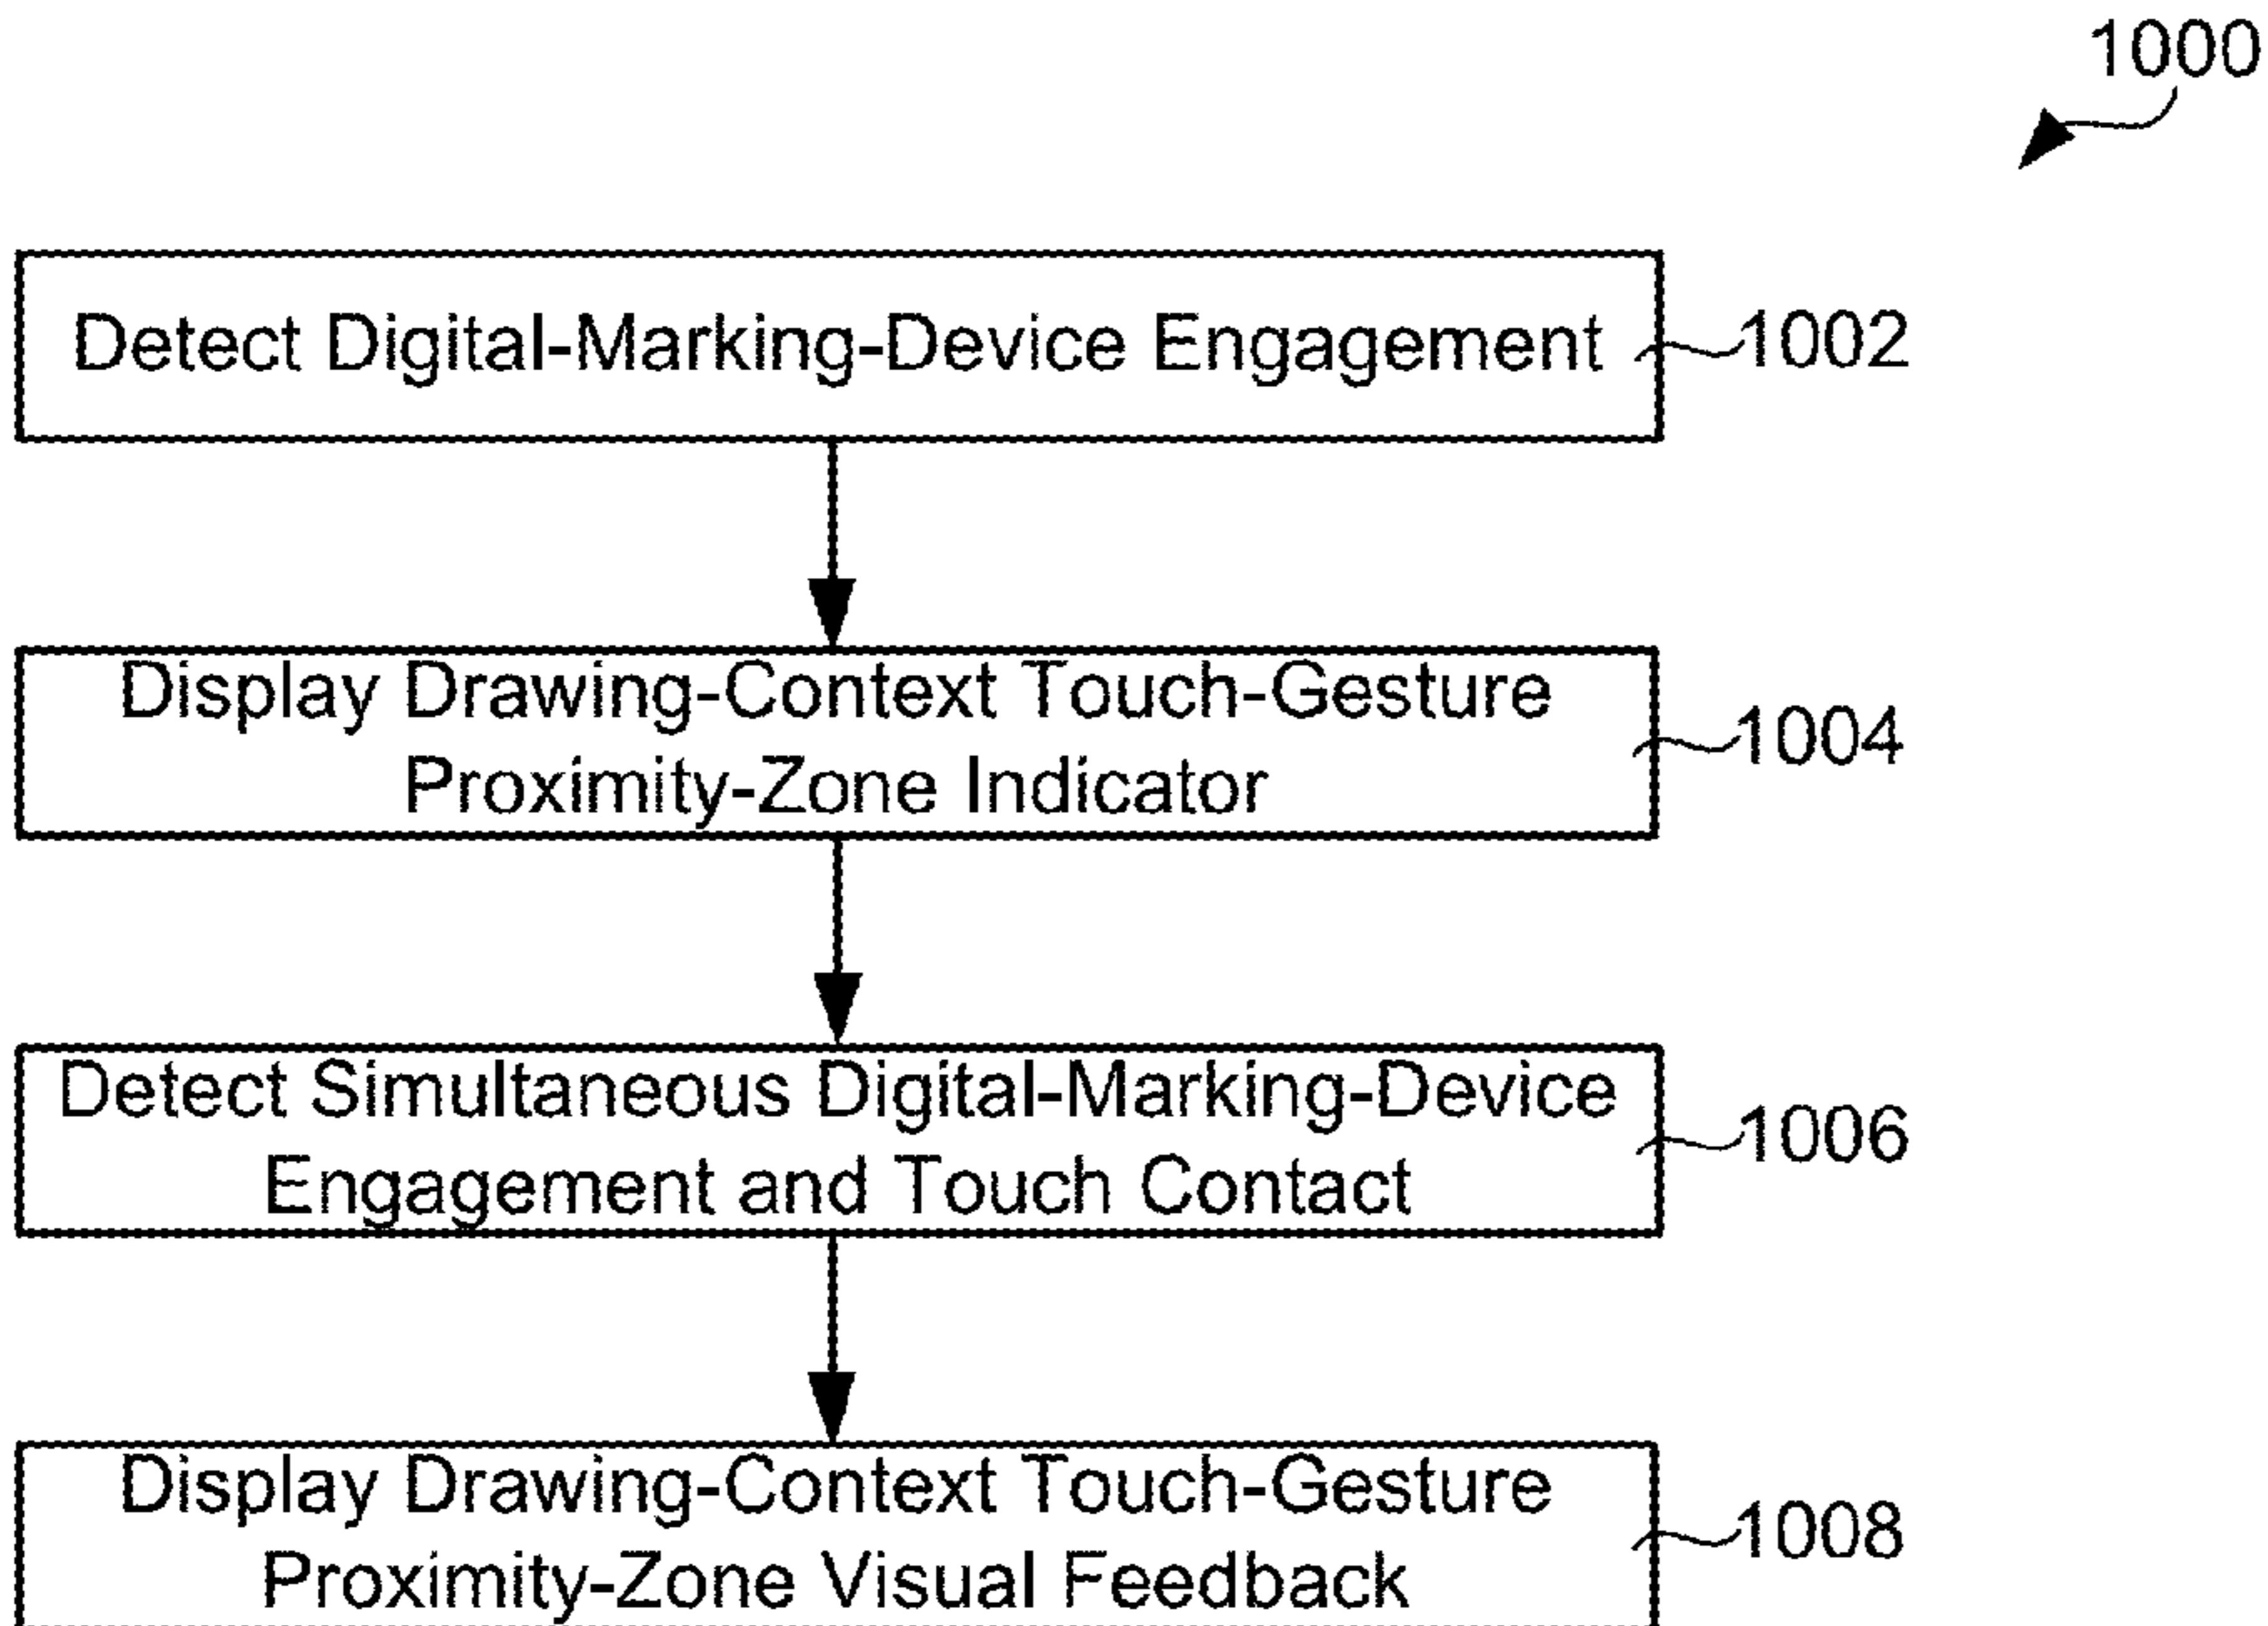 1000
Detect Digital-Marking-Device Engagement
1002
Display Drawing-Context Touch-Gesture
Proximity-Zone Indicator
1004
Detect Simultaneous Digital-Marking-Device
Engagement and Touch Contact
1006
Display Drawing-Context Touch-Gesture
Proximity-Zone Visual Feedback
1008